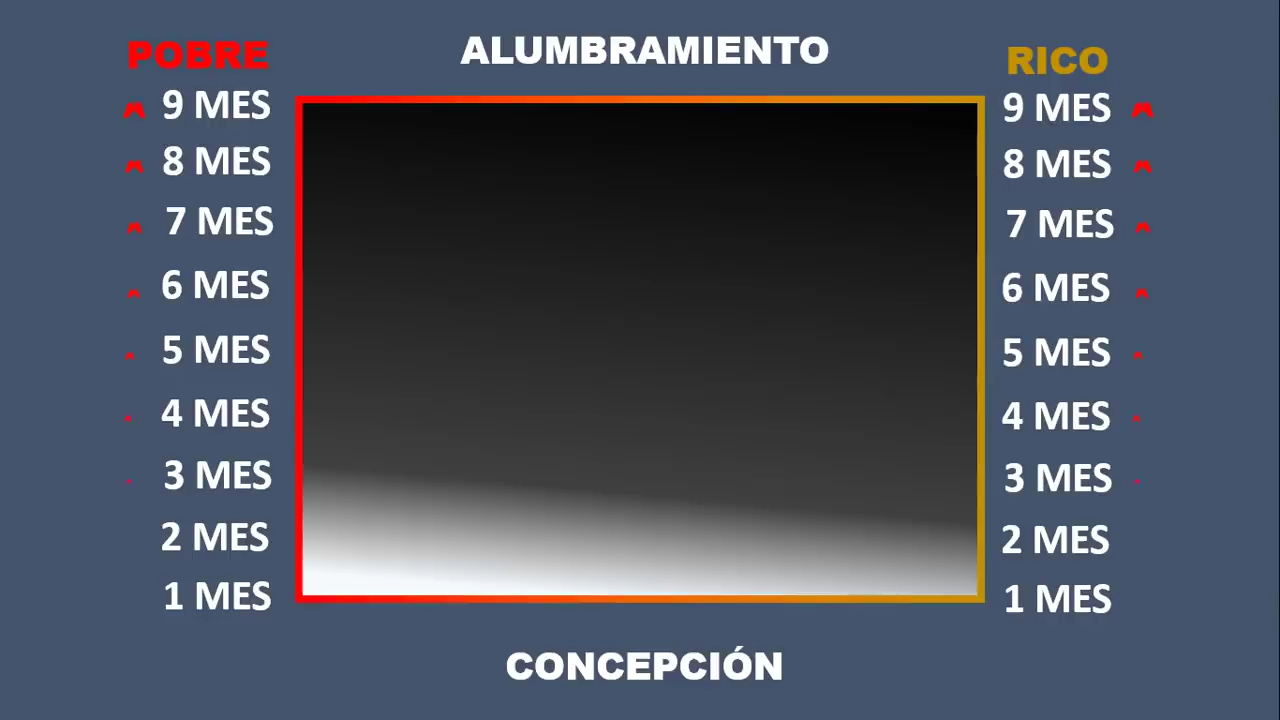 POBRE
ALUMBRAMIENTO
RICO
9 MES
9 MES
8 MES
8 MES
7 MES
7 MES
6 MES
6 MES
5 MES
5 MES
4 MES
4 MES
3 MES
3 MES
2 MES
2 MES
1 MES
1 MES
CONCEPCIÓN